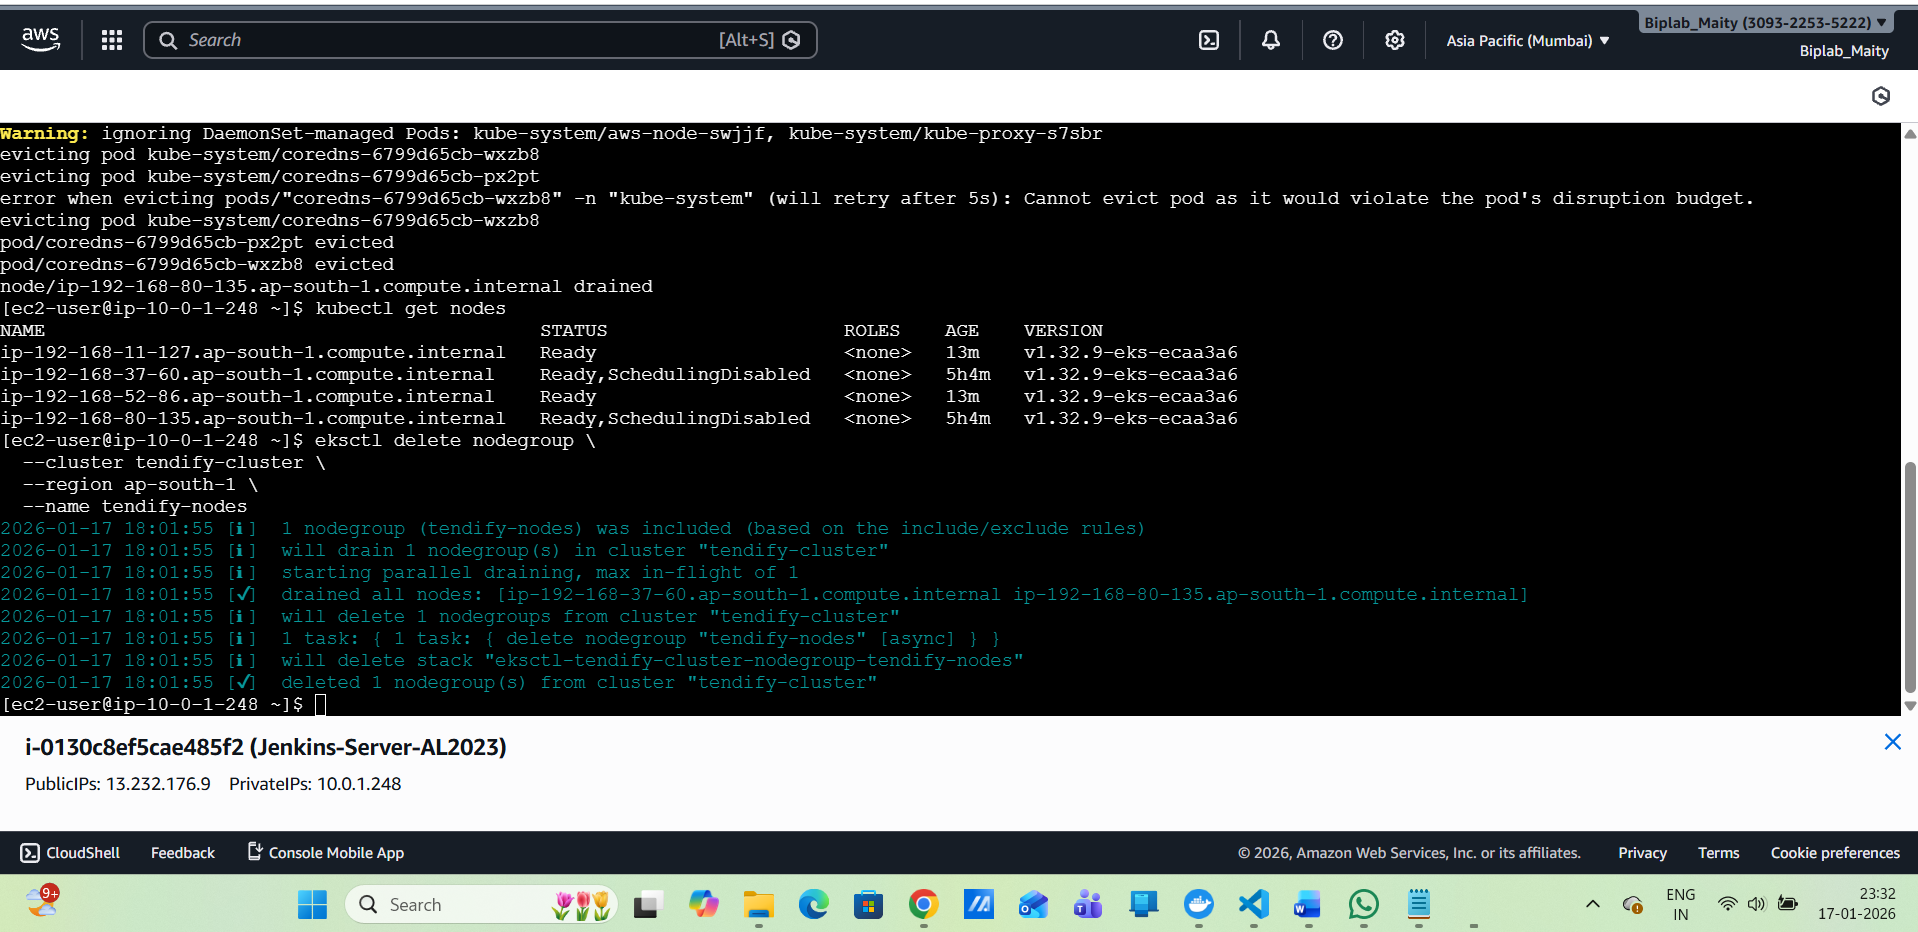 aws
Search
[Alt+S]
Asia Pacific (Mumbai) ▼
Biplab_Maity (3093-2253-5222) ▼
Biplab_Maity
Warning: ignoring DaemonSet-managed Pods: kube-system/aws-node-swjjf, kube-system/kube-proxy-s7sbr
evicting pod kube-system/coredns-6799d65cb-wxzb8
evicting pod kube-system/coredns-6799d65cb-px2pt
error when evicting pods/"coredns-6799d65cb-wxzb8" -n "kube-system" (will retry after 5s): Cannot evict pod as it would violate the pod's disruption budget.
evicting pod kube-system/coredns-6799d65cb-wxzb8
pod/coredns-6799d65cb-px2pt evicted
pod/coredns-6799d65cb-wxzb8 evicted
node/ip-192-168-80-135.ap-south-1.compute.internal drained
[ec2-user@ip-10-0-1-248 ~]$ kubectl get nodes
NAME STATUS ROLES AGE VERSION
ip-192-168-11-127.ap-south-1.compute.internal Ready <none> 13m v1.32.9-eks-ecaa3a6
ip-192-168-37-60.ap-south-1.compute.internal Ready,SchedulingDisabled <none> 5h4m v1.32.9-eks-ecaa3a6
ip-192-168-52-86.ap-south-1.compute.internal Ready <none> 13m v1.32.9-eks-ecaa3a6
ip-192-168-80-135.ap-south-1.compute.internal Ready,SchedulingDisabled <none> 5h4m v1.32.9-eks-ecaa3a6
[ec2-user@ip-10-0-1-248 ~]$ eksctl delete nodegroup \
--cluster tendify-cluster \
--region ap-south-1 \
--name tendify-nodes
2026-01-17 18:01:55 [ℹ] 1 nodegroup (tendify-nodes) was included (based on the include/exclude rules)
2026-01-17 18:01:55 [ℹ] will drain 1 nodegroup(s) in cluster "tendify-cluster"
2026-01-17 18:01:55 [ℹ] starting parallel draining, max in-flight of 1
2026-01-17 18:01:55 [✓] drained all nodes: [ip-192-168-37-60.ap-south-1.compute.internal ip-192-168-80-135.ap-south-1.compute.internal]
2026-01-17 18:01:55 [ℹ] will delete 1 nodegroups from cluster "tendify-cluster"
2026-01-17 18:01:55 [ℹ] 1 task: { 1 task: { delete nodegroup "tendify-nodes" [async] } }
2026-01-17 18:01:55 [ℹ] will delete stack "eksctl-tendify-cluster-nodegroup-tendify-nodes"
2026-01-17 18:01:55 [✓] deleted 1 nodegroup(s) from cluster "tendify-cluster"
[ec2-user@ip-10-0-1-248 ~]$
i-0130c8ef5cae485f2 (Jenkins-Server-AL2023)
PublicIPs: 13.232.176.9 PrivateIPs: 10.0.1.248
CloudShell Feedback Console Mobile App © 2026, Amazon Web Services, Inc. or its affiliates. Privacy Terms Cookie preferences
9+
Search
ENG
IN
23:32
17-01-2026